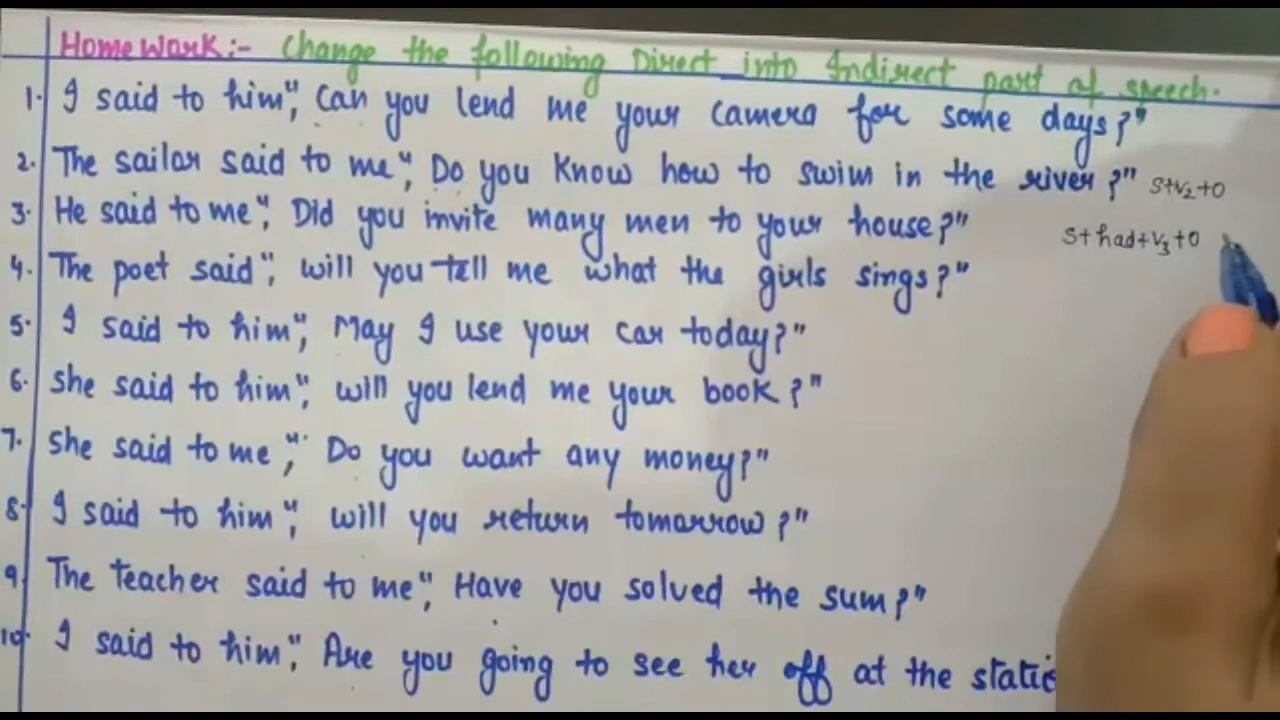 HomeWork:- Change the following Direct into Indirect part of speech.
1. I said to him", Can you lend me your camera for some days?"
2. The sailar said to me", Do you Know how to swim in the river?" S+V2+O
3. He said to me", Did you invite many men to your house?"
S+had+V3+O
4. The poet said", will you tell me what the girls sings?"
5. I said to him", May I use your car today?"
6. She said to him", will you lend me your book?"
7. She said to me," Do you want any money?"
8. I said to him", will you return tomorrow?"
9. The teacher said to me", Have you solved the sum?"
10. I said to him", Are you going to see her off at the